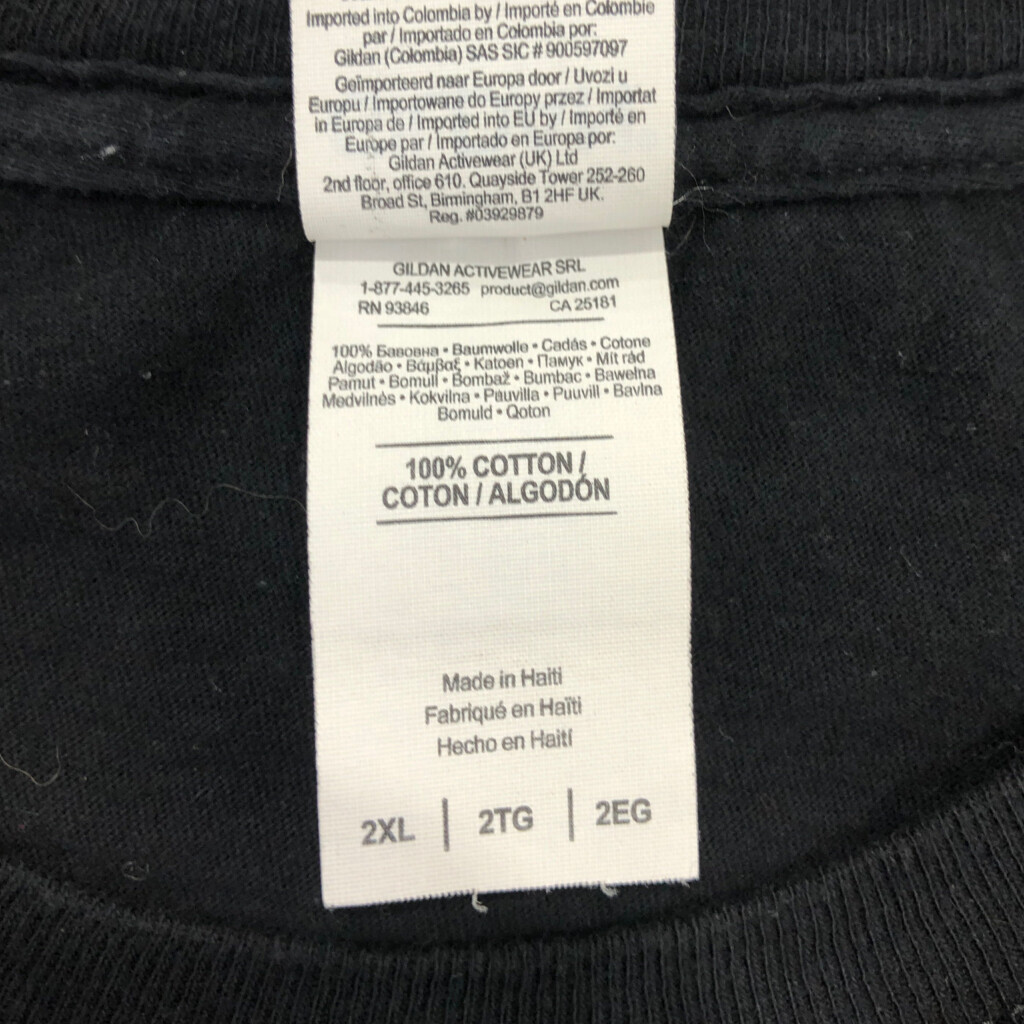 Imported into Colombia by / Importé en Colombie
par / Importado en Colombia por:
Gildan (Colombia) SAS SIC # 900597097
Geïmporteerd naar Europa door / Uvozi u
Europu / Importowane do Europy przez / Importat
in Europa de / Imported into EU by / Importé en
Europe par / Importado en Europa por:
Gildan Activewear (UK) Ltd
2nd floor, office 610. Quayside Tower 252-260
Broad St, Birmingham, B1 2HF UK.
Reg. #03929879
GILDAN ACTIVEWEAR SRL
1-877-445-3265 product@gildan.com
RN 93846 CA 25181
100% Бавовна • Baumwolle • Cadás • Cotone
Algodão • Βάμβαξ • Katoen • Памук • Mit rád
Pamut • Bomull • Bombaž • Bumbac • Bawełna
Medvilnės • Kokvilna • Pauvilla • Puuvill • Bavlna
Bomuld • Qoton
100% COTTON /
COTON / ALGODÓN
Made in Haiti
Fabriqué en Haïti
Hecho en Haití
2XL | 2TG | 2EG